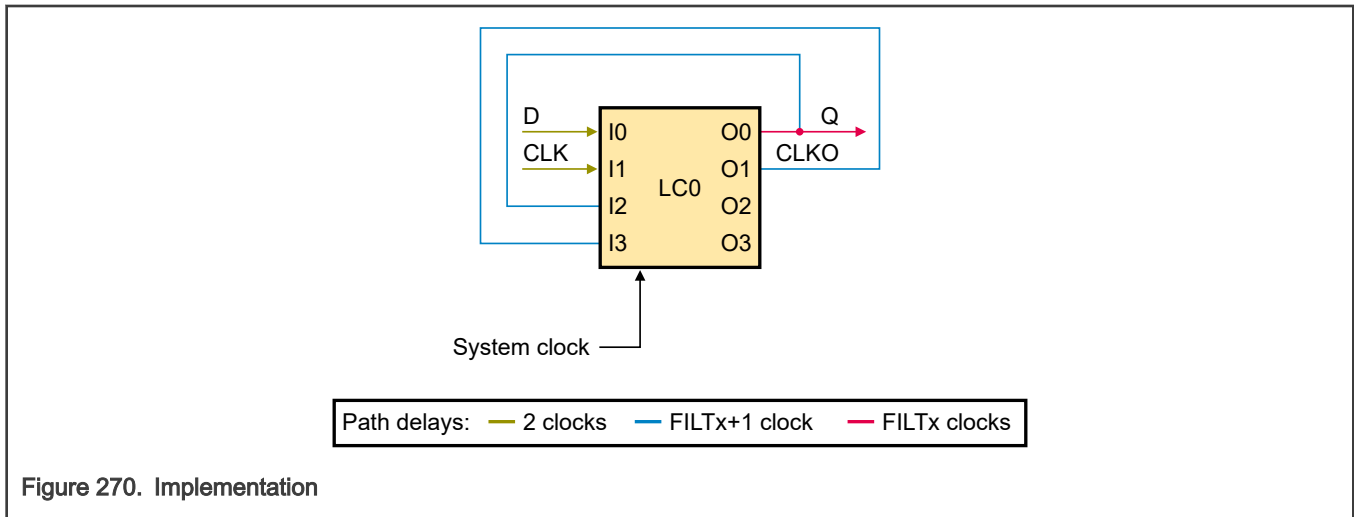 D
Q
I0
O0
CLK
CLKO
I1
O1
LC0
I2
O2
I3
O3
System clock
Path delays: 2 clocks FILTx+1 clock FILTx clocks
Figure 270. Implementation